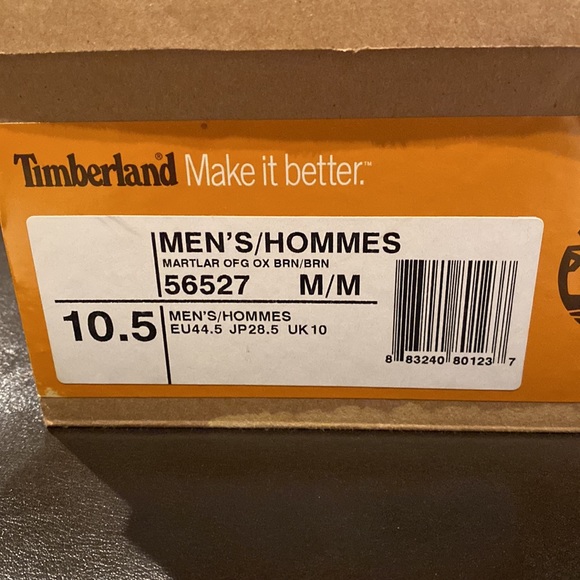 Timberland® Make it better.™
MEN'S/HOMMES
MARTLAR OFG OX BRN/BRN
56527 M/M
10.5
MEN'S/HOMMES
EU44.5 JP28.5 UK10
8 83240 80123 7